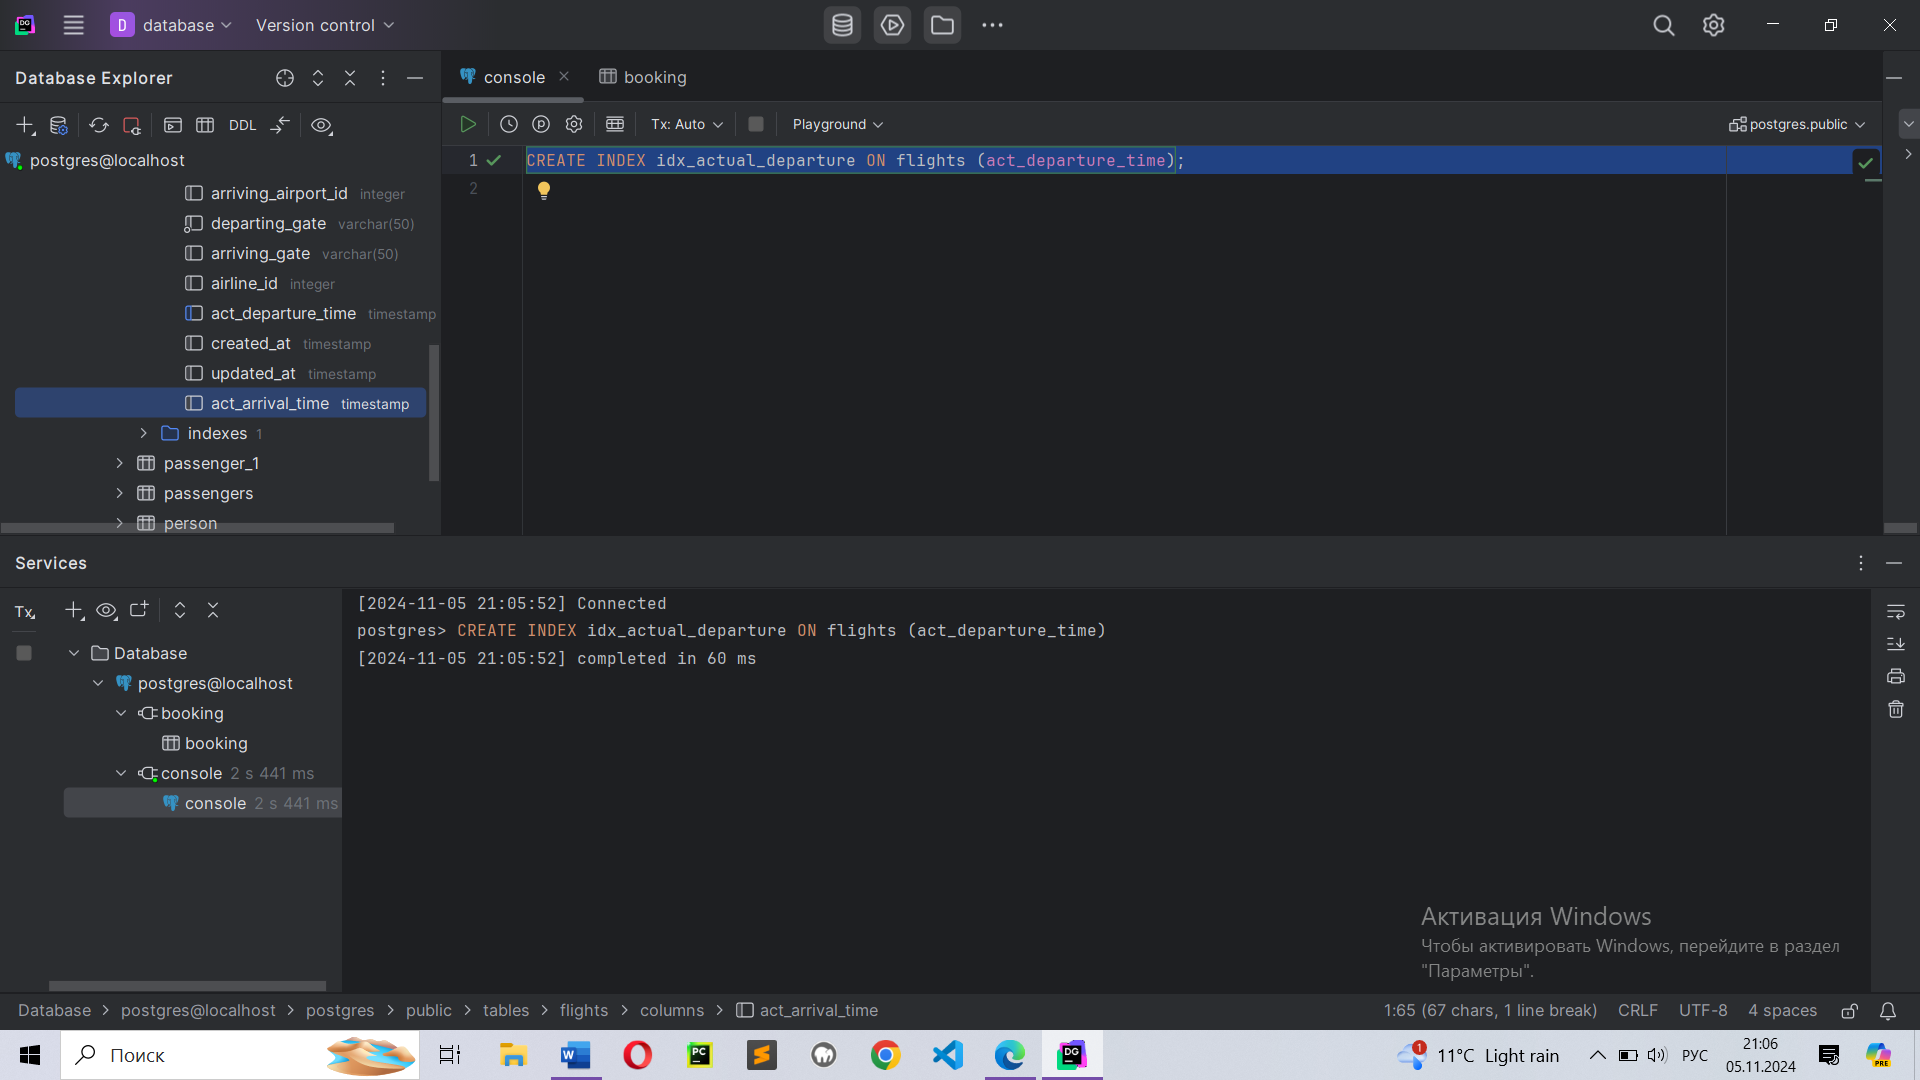 D database Version control
Database Explorer
console
booking
DDL
Tx: Auto
Playground
postgres.public
postgres@localhost
arriving_airport_id integer
departing_gate varchar(50)
arriving_gate varchar(50)
airline_id integer
act_departure_time timestamp
created_at timestamp
updated_at timestamp
act_arrival_time timestamp
indexes 1
passenger_1
passengers
person
1 CREATE INDEX idx_actual_departure ON flights (act_departure_time);
2
Services
Tx
Database
postgres@localhost
booking
booking
console 2 s 441 ms
console 2 s 441 ms
[2024-11-05 21:05:52] Connected
postgres> CREATE INDEX idx_actual_departure ON flights (act_departure_time)
[2024-11-05 21:05:52] completed in 60 ms
Активация Windows
Чтобы активировать Windows, перейдите в раздел
"Параметры".
Database > postgres@localhost > postgres > public > tables > flights > columns > act_arrival_time
1:65 (67 chars, 1 line break) CRLF UTF-8 4 spaces
Поиск
1 11°C Light rain
РУС
21:06
05.11.2024